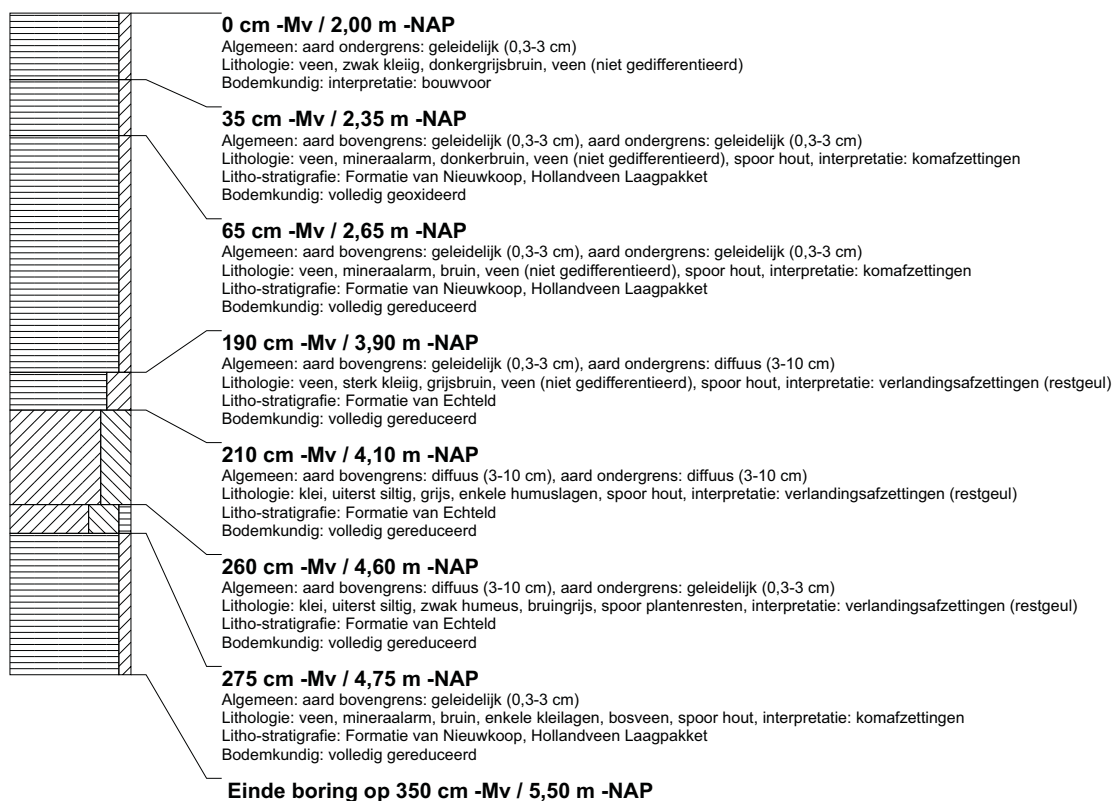 0 cm -Mv / 2,00 m -NAP
Algemeen: aard ondergrens: geleidelijk (0,3-3 cm)
Lithologie: veen, zwak kleiig, donkergrijsbruin, veen (niet gedifferentieerd)
Bodemkundig: interpretatie: bouwvoor
35 cm -Mv / 2,35 m -NAP
Algemeen: aard bovengrens: geleidelijk (0,3-3 cm), aard ondergrens: geleidelijk (0,3-3 cm)
Lithologie: veen, mineraalarm, donkerbruin, veen (niet gedifferentieerd), spoor hout, interpretatie: komafzettingen
Litho-stratigrafie: Formatie van Nieuwkoop, Hollandveen Laagpakket
Bodemkundig: volledig geoxideerd
65 cm -Mv / 2,65 m -NAP
Algemeen: aard bovengrens: geleidelijk (0,3-3 cm), aard ondergrens: geleidelijk (0,3-3 cm)
Lithologie: veen, mineraalarm, bruin, veen (niet gedifferentieerd), spoor hout, interpretatie: komafzettingen
Litho-stratigrafie: Formatie van Nieuwkoop, Hollandveen Laagpakket
Bodemkundig: volledig gereduceerd
190 cm -Mv / 3,90 m -NAP
Algemeen: aard bovengrens: geleidelijk (0,3-3 cm), aard ondergrens: diffuus (3-10 cm)
Lithologie: veen, sterk kleiig, grijsbruin, veen (niet gedifferentieerd), spoor hout, interpretatie: verlandingsafzettingen (restgeul)
Litho-stratigrafie: Formatie van Echteld
Bodemkundig: volledig gereduceerd
210 cm -Mv / 4,10 m -NAP
Algemeen: aard bovengrens: diffuus (3-10 cm), aard ondergrens: diffuus (3-10 cm)
Lithologie: klei, uiterst siltig, grijs, enkele humuslagen, spoor hout, interpretatie: verlandingsafzettingen (restgeul)
Litho-stratigrafie: Formatie van Echteld
Bodemkundig: volledig gereduceerd
260 cm -Mv / 4,60 m -NAP
Algemeen: aard bovengrens: diffuus (3-10 cm), aard ondergrens: geleidelijk (0,3-3 cm)
Lithologie: klei, uiterst siltig, zwak humeus, bruingrijs, spoor plantenresten, interpretatie: verlandingsafzettingen (restgeul)
Litho-stratigrafie: Formatie van Echteld
Bodemkundig: volledig gereduceerd
275 cm -Mv / 4,75 m -NAP
Algemeen: aard bovengrens: geleidelijk (0,3-3 cm)
Lithologie: veen, mineraalarm, bruin, enkele kleilagen, bosveen, spoor hout, interpretatie: komafzettingen
Litho-stratigrafie: Formatie van Nieuwkoop, Hollandveen Laagpakket
Bodemkundig: volledig gereduceerd
Einde boring op 350 cm -Mv / 5,50 m -NAP